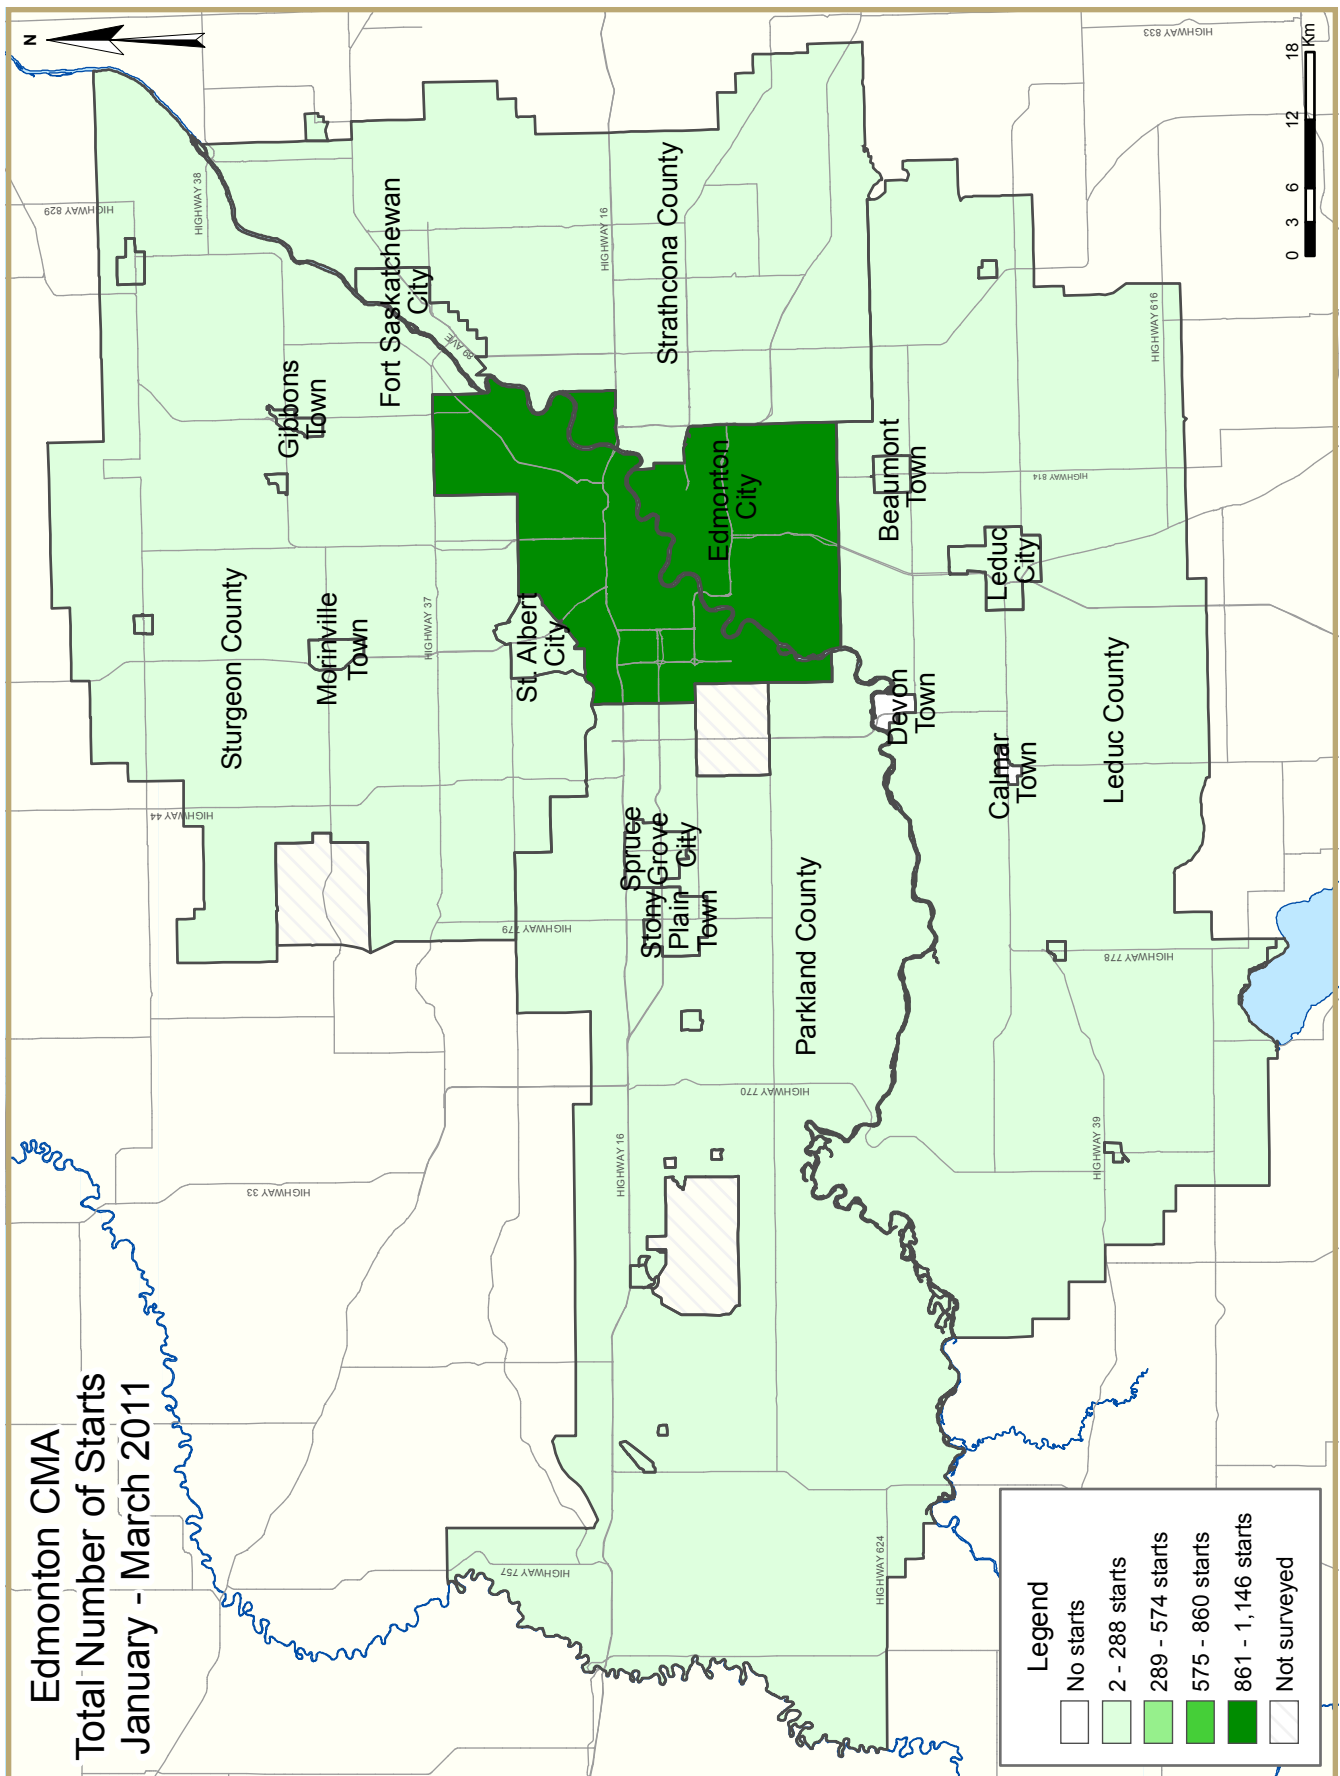 Edmonton CMA
Total Number of Starts
January - March 2011
N
HIGHWAY 829
HIGHWAY 38
HIGHWAY 833
HIGHWAY 44
HIGHWAY 33
Sturgeon County
Gibbons
Town
Morinville
Town
Fort Saskatchewan
City
89 AVE
HIGHWAY 37
HIGHWAY 779
HIGHWAY 757
St. Albert
City
HIGHWAY 16
HIGHWAY 16
Spruce
Grove
City
Stony
Plain
Town
Strathcona County
Edmonton
City
HIGHWAY 770
Parkland County
HIGHWAY 624
Beaumont
Town
Devon
Town
Leduc
City
Calmar
Town
HIGHWAY 814
Leduc County
HIGHWAY 39
HIGHWAY 778
HIGHWAY 616
0 3 6 12 18
Km
Legend
No starts
2 - 288 starts
289 - 574 starts
575 - 860 starts
861 - 1,146 starts
Not surveyed